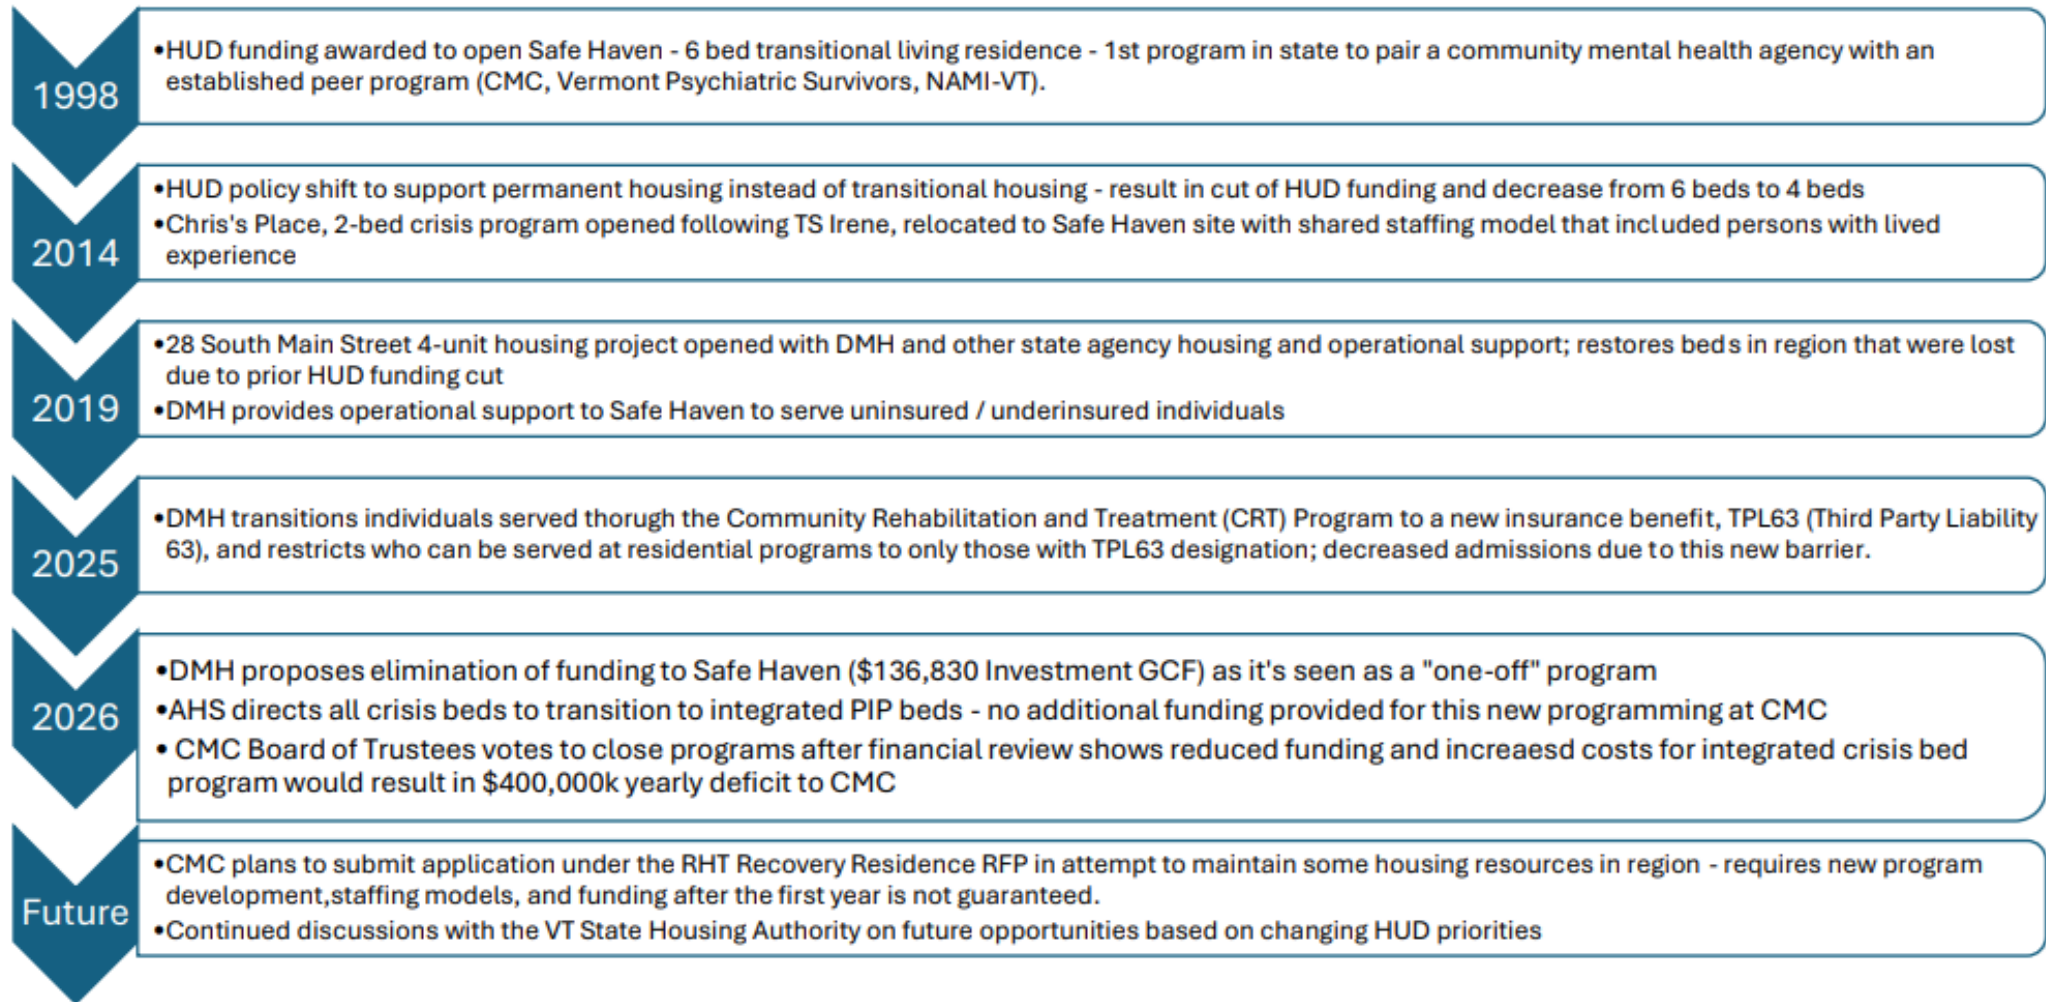 1998
•HUD funding awarded to open Safe Haven - 6 bed transitional living residence - 1st program in state to pair a community mental health agency with an
established peer program (CMC, Vermont Psychiatric Survivors, NAMI-VT).
2014
•HUD policy shift to support permanent housing instead of transitional housing - result in cut of HUD funding and decrease from 6 beds to 4 beds
•Chris's Place, 2-bed crisis program opened following TS Irene, relocated to Safe Haven site with shared staffing model that included persons with lived
experience
2019
•28 South Main Street 4-unit housing project opened with DMH and other state agency housing and operational support; restores beds in region that were lost
due to prior HUD funding cut
•DMH provides operational support to Safe Haven to serve uninsured / underinsured individuals
2025
•DMH transitions individuals served thorugh the Community Rehabilitation and Treatment (CRT) Program to a new insurance benefit, TPL63 (Third Party Liability
63), and restricts who can be served at residential programs to only those with TPL63 designation; decreased admissions due to this new barrier.
2026
•DMH proposes elimination of funding to Safe Haven ($136,830 Investment GCF) as it's seen as a "one-off" program
•AHS directs all crisis beds to transition to integrated PIP beds - no additional funding provided for this new programming at CMC
• CMC Board of Trustees votes to close programs after financial review shows reduced funding and increaesd costs for integrated crisis bed
program would result in $400,000k yearly deficit to CMC
Future
•CMC plans to submit application under the RHT Recovery Residence RFP in attempt to maintain some housing resources in region - requires new program
development,staffing models, and funding after the first year is not guaranteed.
•Continued discussions with the VT State Housing Authority on future opportunities based on changing HUD priorities